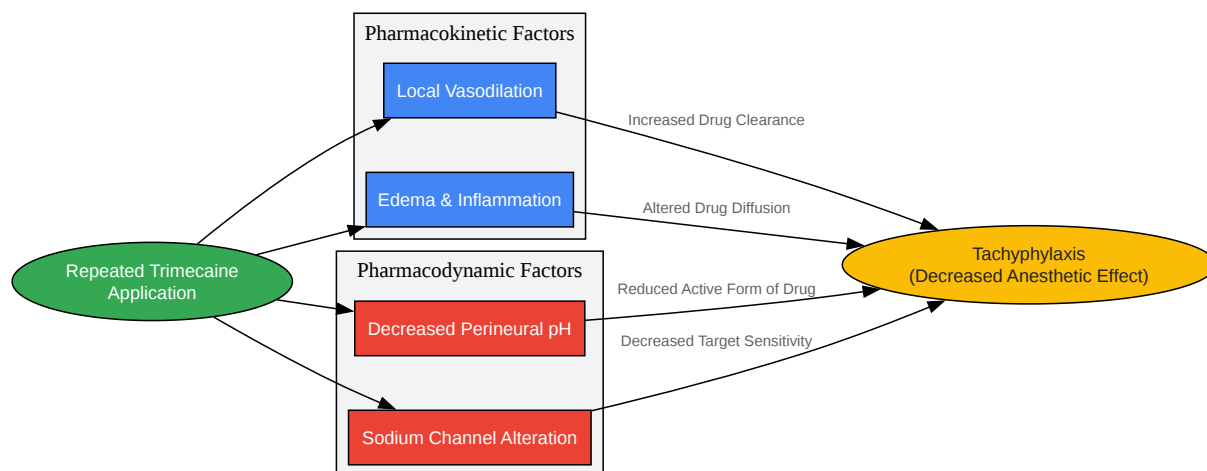 Pharmacokinetic Factors
Local Vasodilation
Increased Drug Clearance
Edema & Inflammation
Altered Drug Diffusion
Repeated Trimecaine
Application
Tachyphylaxis
(Decreased Anesthetic Effect)
Pharmacodynamic Factors
Reduced Active Form of Drug
Decreased Perineural pH
Decreased Target Sensitivity
Sodium Channel Alteration